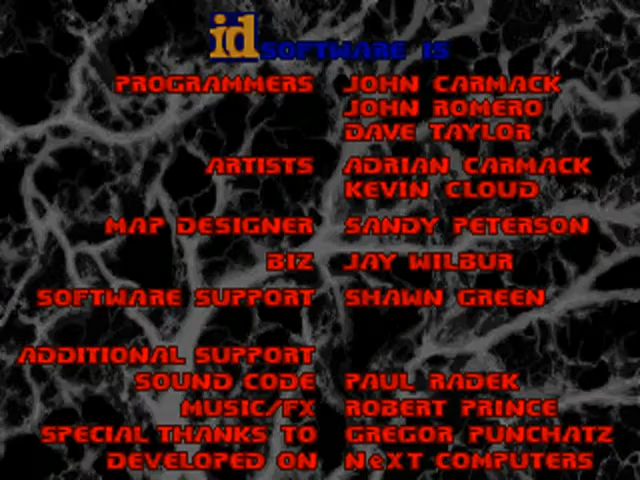 id SOFTWARE IS
PROGRAMMERS JOHN CARMACK
JOHN ROMERO
DAVE TAYLOR
ARTISTS ADRIAN CARMACK
KEVIN CLOUD
MAP DESIGNER SANDY PETERSON
BIZ JAY WILBUR
SOFTWARE SUPPORT SHAWN GREEN
ADDITIONAL SUPPORT
SOUND CODE PAUL RADEK
MUSIC/FX ROBERT PRINCE
SPECIAL THANKS TO GREGOR PUNCHATZ
DEVELOPED ON NeXT COMPUTERS